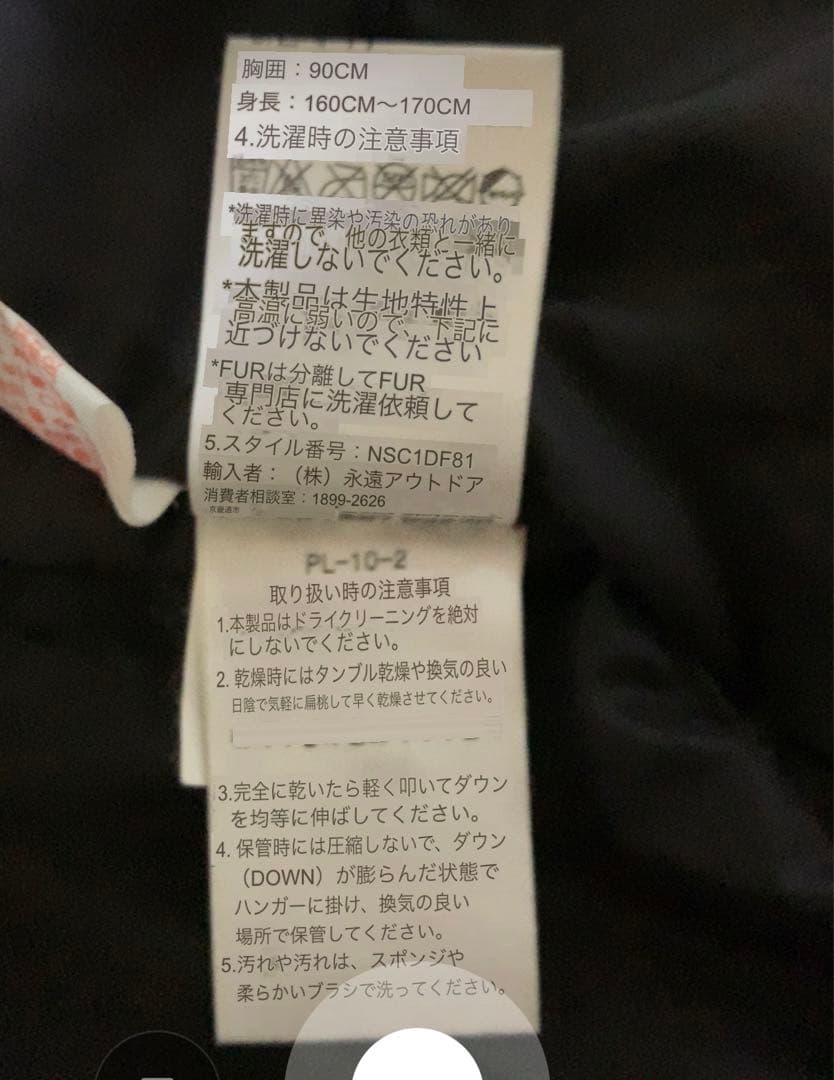 胸囲：90CM
身長：160CM～170CM
4.洗濯時の注意事項
*洗濯時に異染や汚染の恐れがあり
ますので、他の衣類と一緒に
洗濯しないでください。
*本製品は生地特性上
高温に弱いので、下記に
近づけないでください
*FURは分離してFUR
専門店に洗濯依頼して
ください。
5.スタイル番号：NSC1DF81
輸入者：（株）永遠アウトドア
消費者相談室：1899-2626
PL-10-2
取り扱い時の注意事項
1.本製品はドライクリーニングを絶対
にしないでください。
2. 乾燥時にはタンブル乾燥や換気の良い
日陰で気軽に扁桃して早く乾燥させてください。
3.完全に乾いたら軽く叩いてダウン
を均等に伸ばしてください。
4. 保管時には圧縮しないで、ダウン
（DOWN）が膨らんだ状態で
ハンガーに掛け、換気の良い
場所で保管してください。
5.汚れや汚れは、スポンジや
柔らかいブラシで洗ってください。